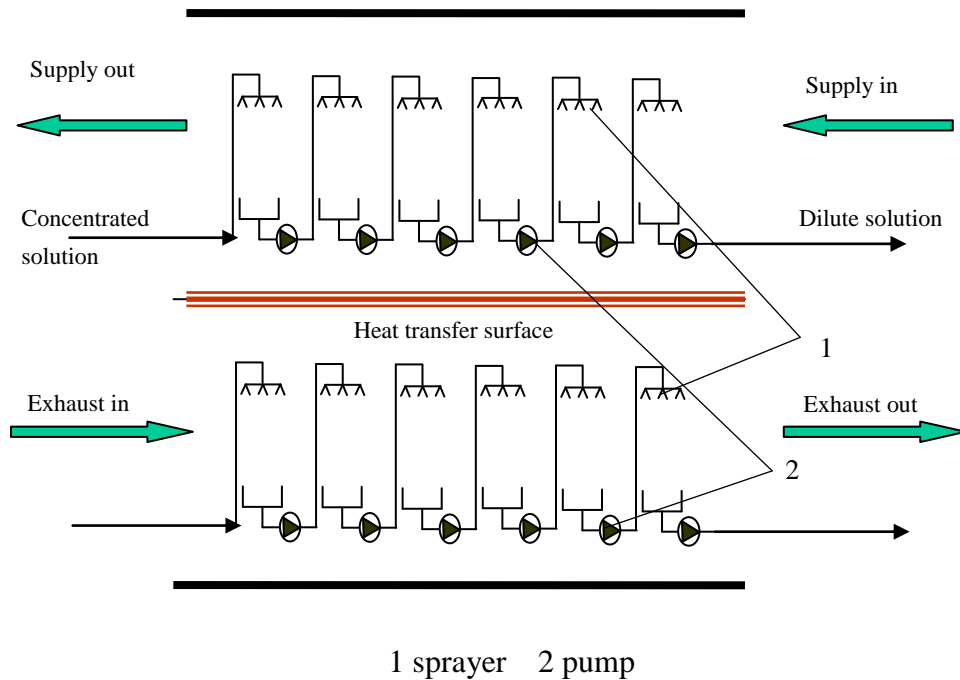 Supply out
Supply in
Concentrated
solution
Dilute solution
Heat transfer surface
1
Exhaust in
Exhaust out
2
1 sprayer 2 pump